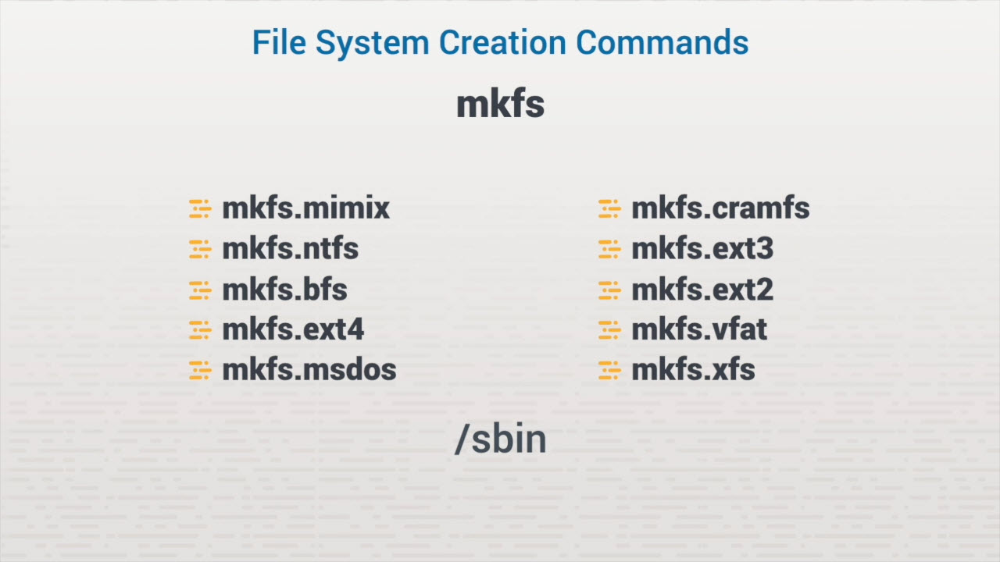 File System Creation Commands
mkfs
mkfs.mimix
mkfs.ntfs
mkfs.bfs
mkfs.ext4
mkfs.msdos
mkfs.cramfs
mkfs.ext3
mkfs.ext2
mkfs.vfat
mkfs.xfs
/sbin